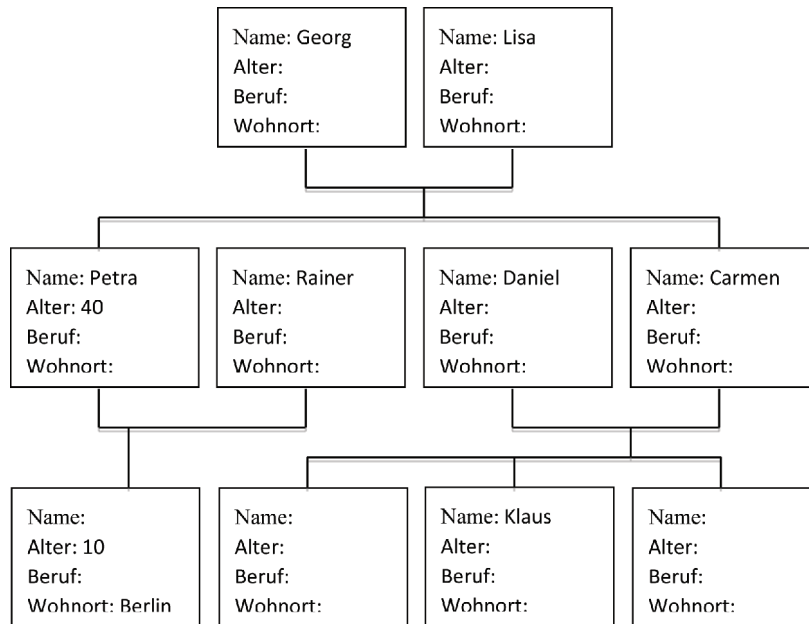 Name: Georg
Alter:
Beruf:
Wohnort:
Name: Lisa
Alter:
Beruf:
Wohnort:
Name: Petra
Alter: 40
Beruf:
Wohnort:
Name: Rainer
Alter:
Beruf:
Wohnort:
Name: Daniel
Alter:
Beruf:
Wohnort:
Name: Carmen
Alter:
Beruf:
Wohnort:
Name:
Alter: 10
Beruf:
Wohnort: Berlin
Name:
Alter:
Beruf:
Wohnort:
Name: Klaus
Alter:
Beruf:
Wohnort:
Name:
Alter:
Beruf:
Wohnort: